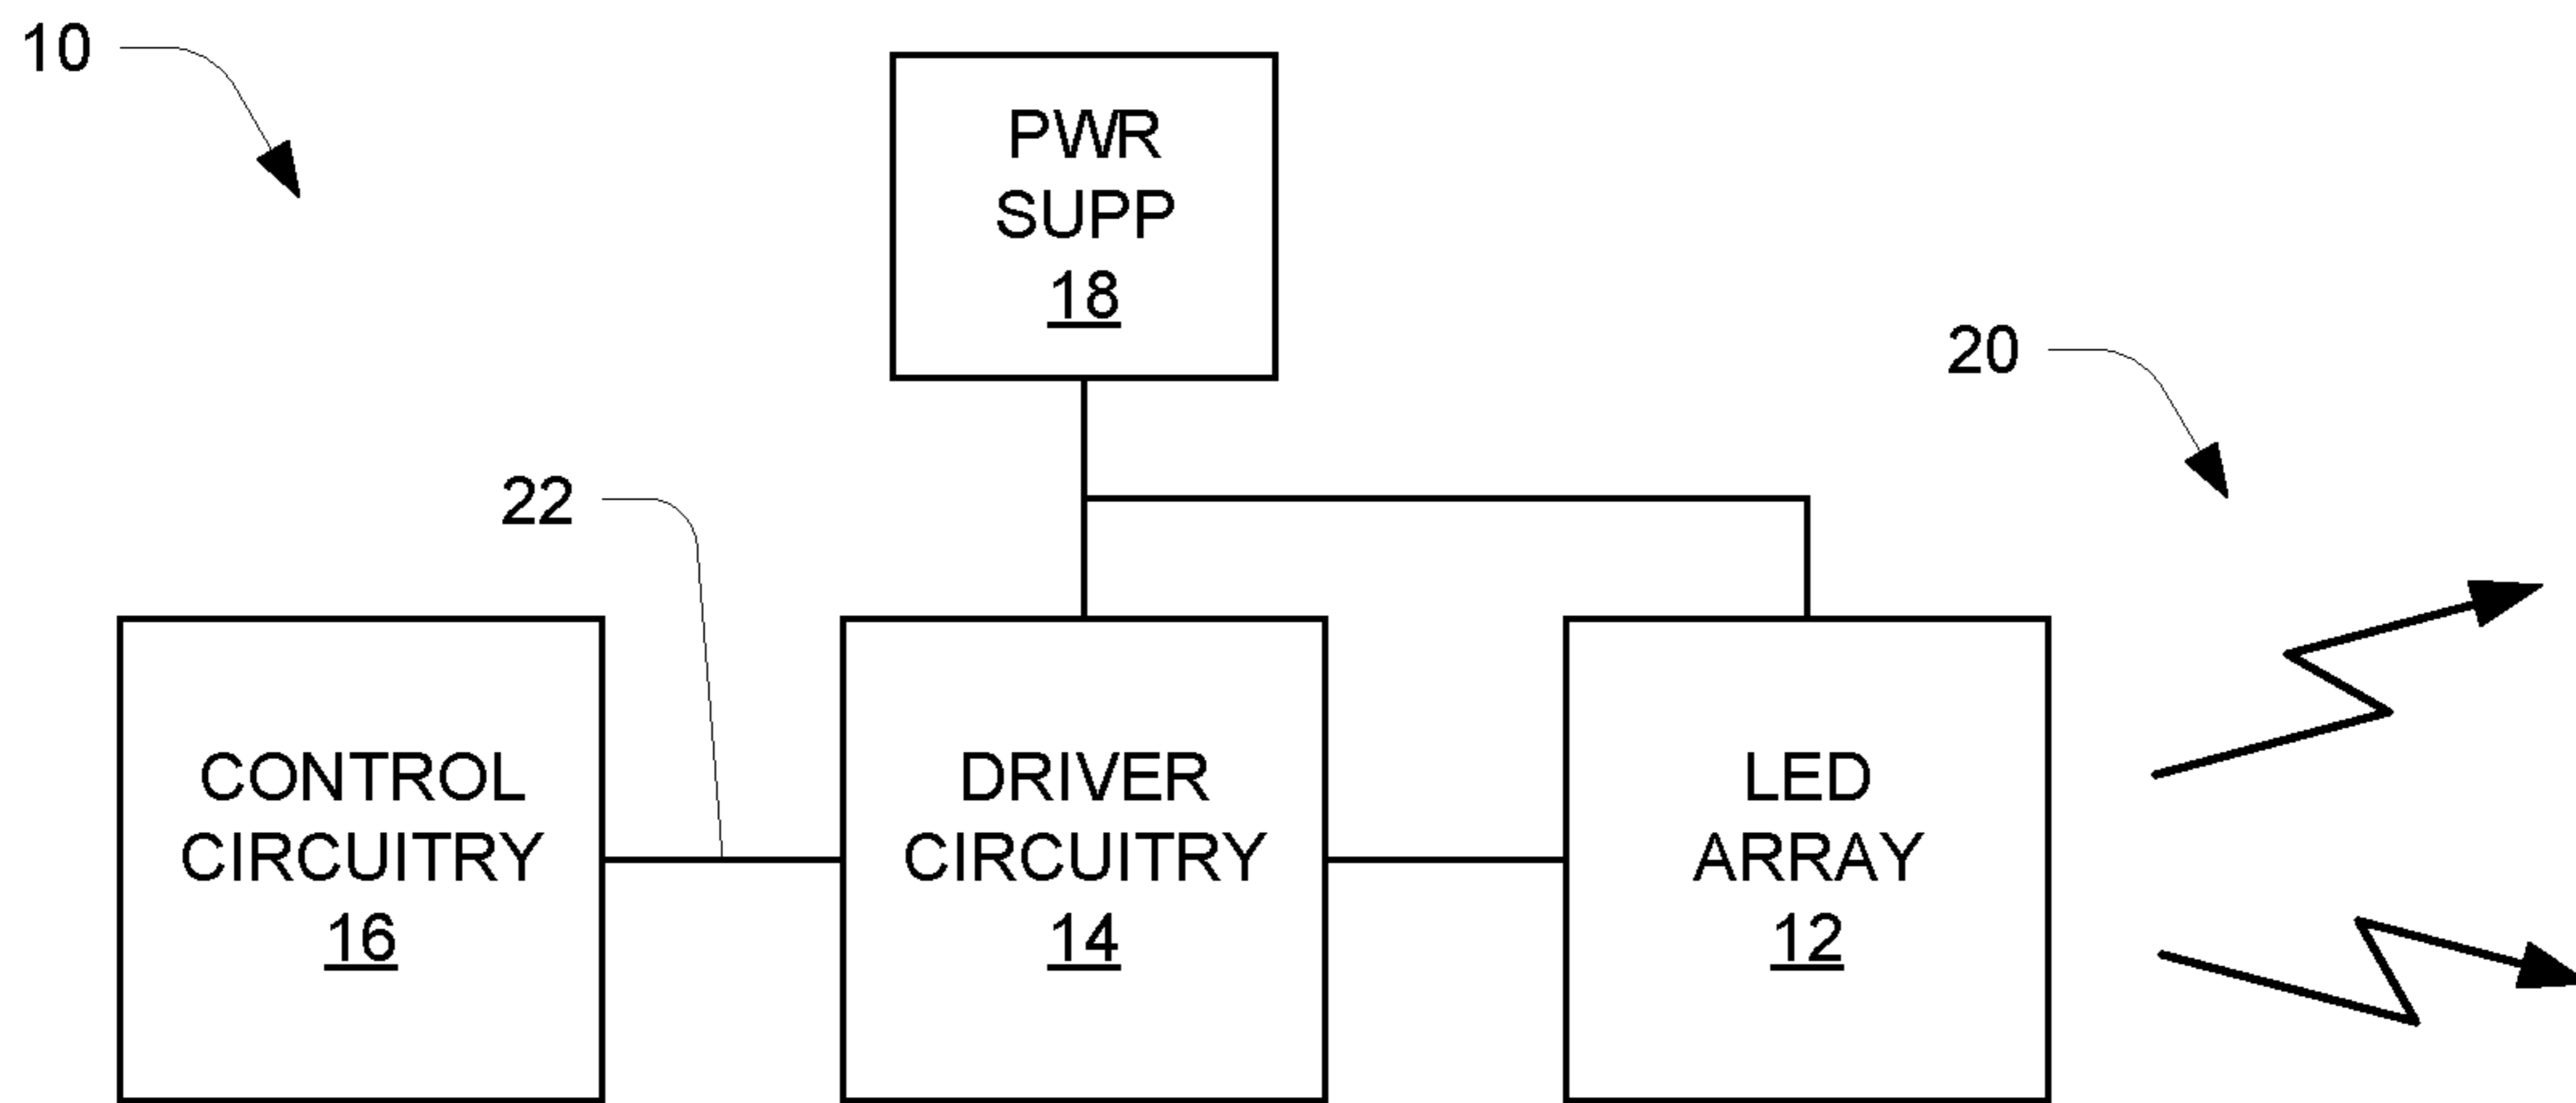 10
PWR
SUPP
18
20
22
CONTROL
CIRCUITRY
16
DRIVER
CIRCUITRY
14
LED
ARRAY
12